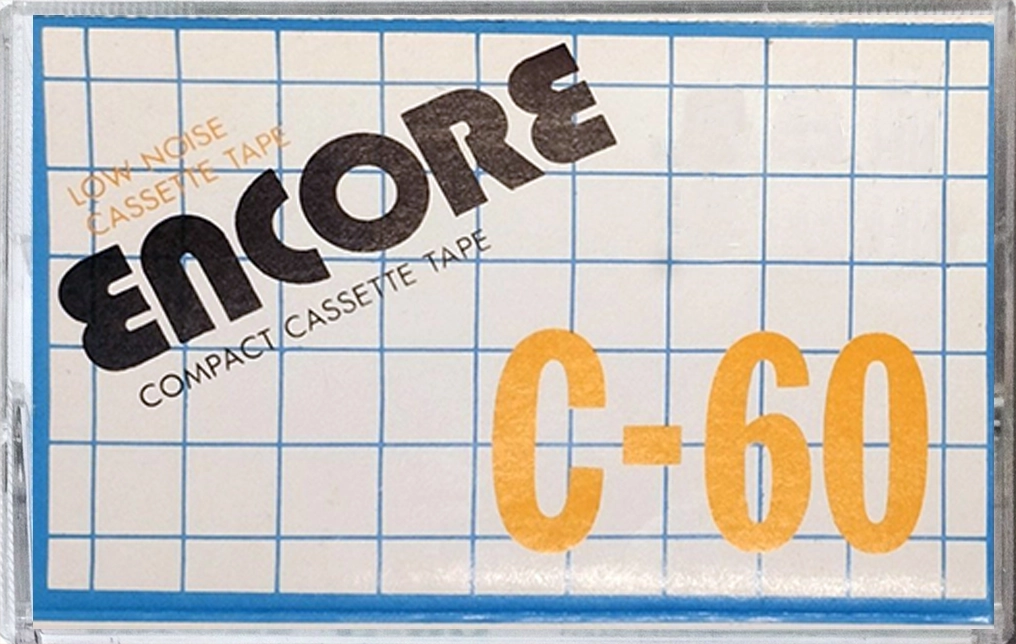 LOW NOISE
CASSETTE TAPE
ENCORE
COMPACT CASSETTE TAPE
C-60